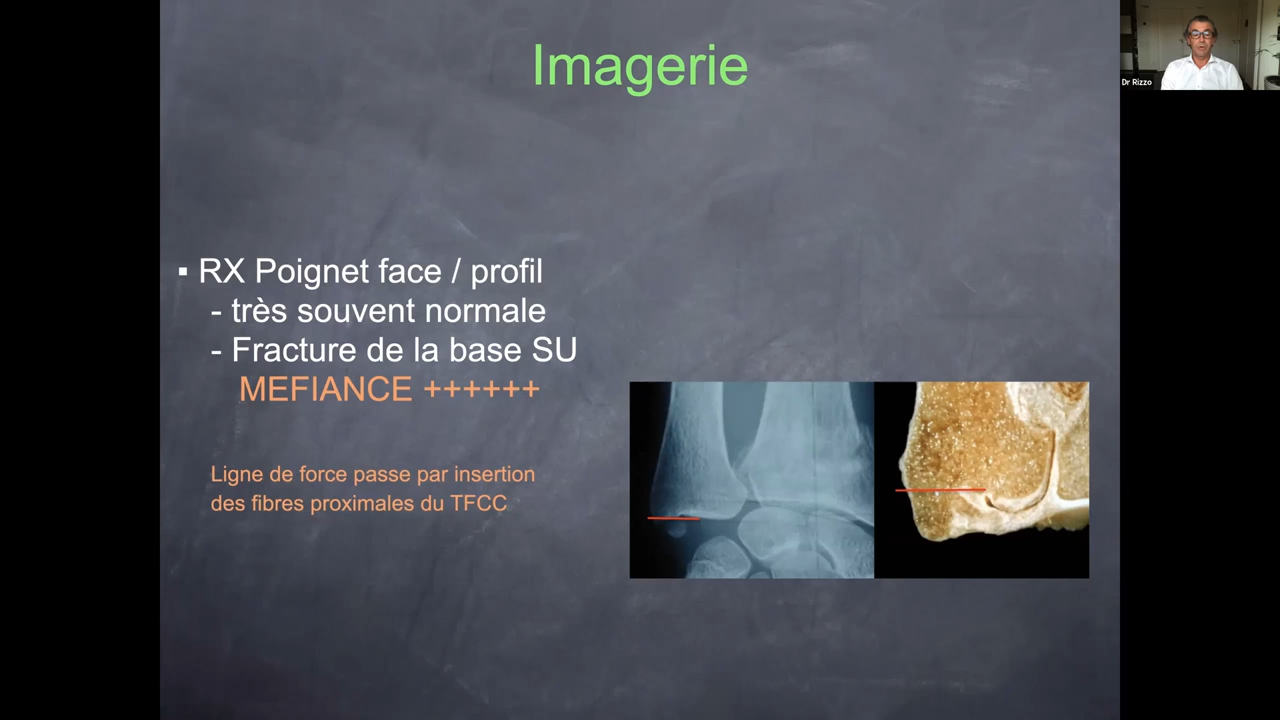 Imagerie
Dr Rizzo
▪ RX Poignet face / profil
- très souvent normale
- Fracture de la base SU
MEFIANCE ++++++
Ligne de force passe par insertion
des fibres proximales du TFCC